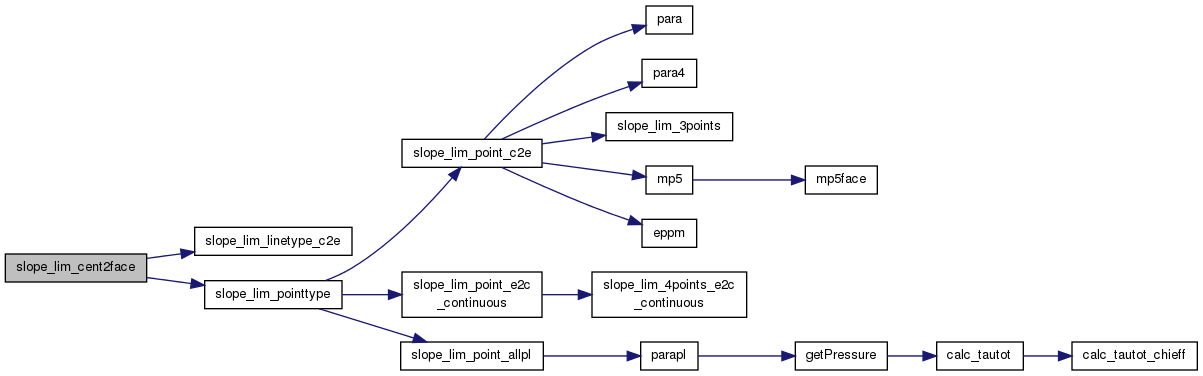 para
para4
slope_lim_3points
slope_lim_point_c2e
mp5
mp5face
eppm
slope_lim_linetype_c2e
slope_lim_cent2face
slope_lim_pointtype
slope_lim_point_e2c
_continuous
slope_lim_4points_e2c
_continuous
slope_lim_point_allpl
parapl
getPressure
calc_tautot
calc_tautot_chieff